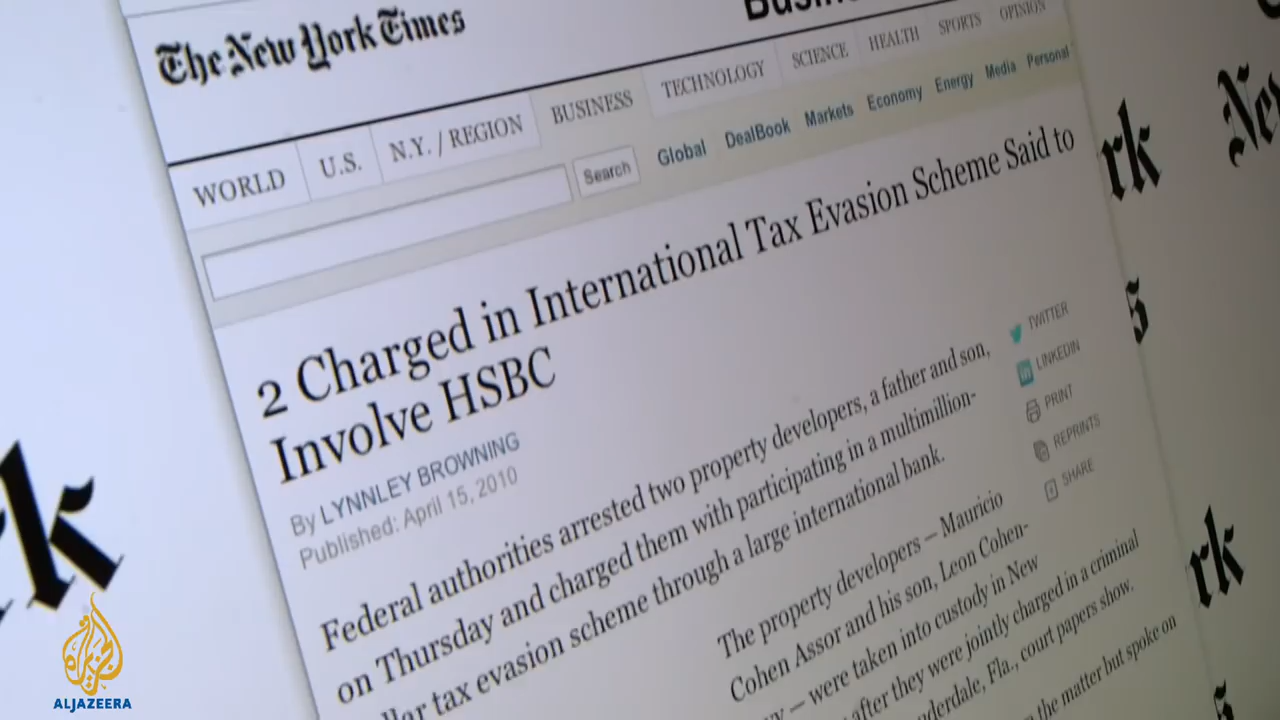 The New York Times
WORLD U.S. N.Y. / REGION BUSINESS TECHNOLOGY SCIENCE HEALTH SPORTS OPINION
Search Global DealBook Markets Economy Energy Media Personal
2 Charged in International Tax Evasion Scheme Said to
Involve HSBC
By LYNNLEY BROWNING
Published: April 15, 2010
TWITTER
LINKEDIN
PRINT
REPRINTS
SHARE
Federal authorities arrested two property developers, a father and son,
on Thursday and charged them with participating in a multimillion-
tax evasion scheme through a large international bank.
The property developers — Mauricio
Cohen Assor and his son, Leon Cohen-
— were taken into custody in New
after they were jointly charged in a criminal
Fla., court papers show.
the matter but spoke on
rk
rk
rk
ALJAZEERA
الجزيرة